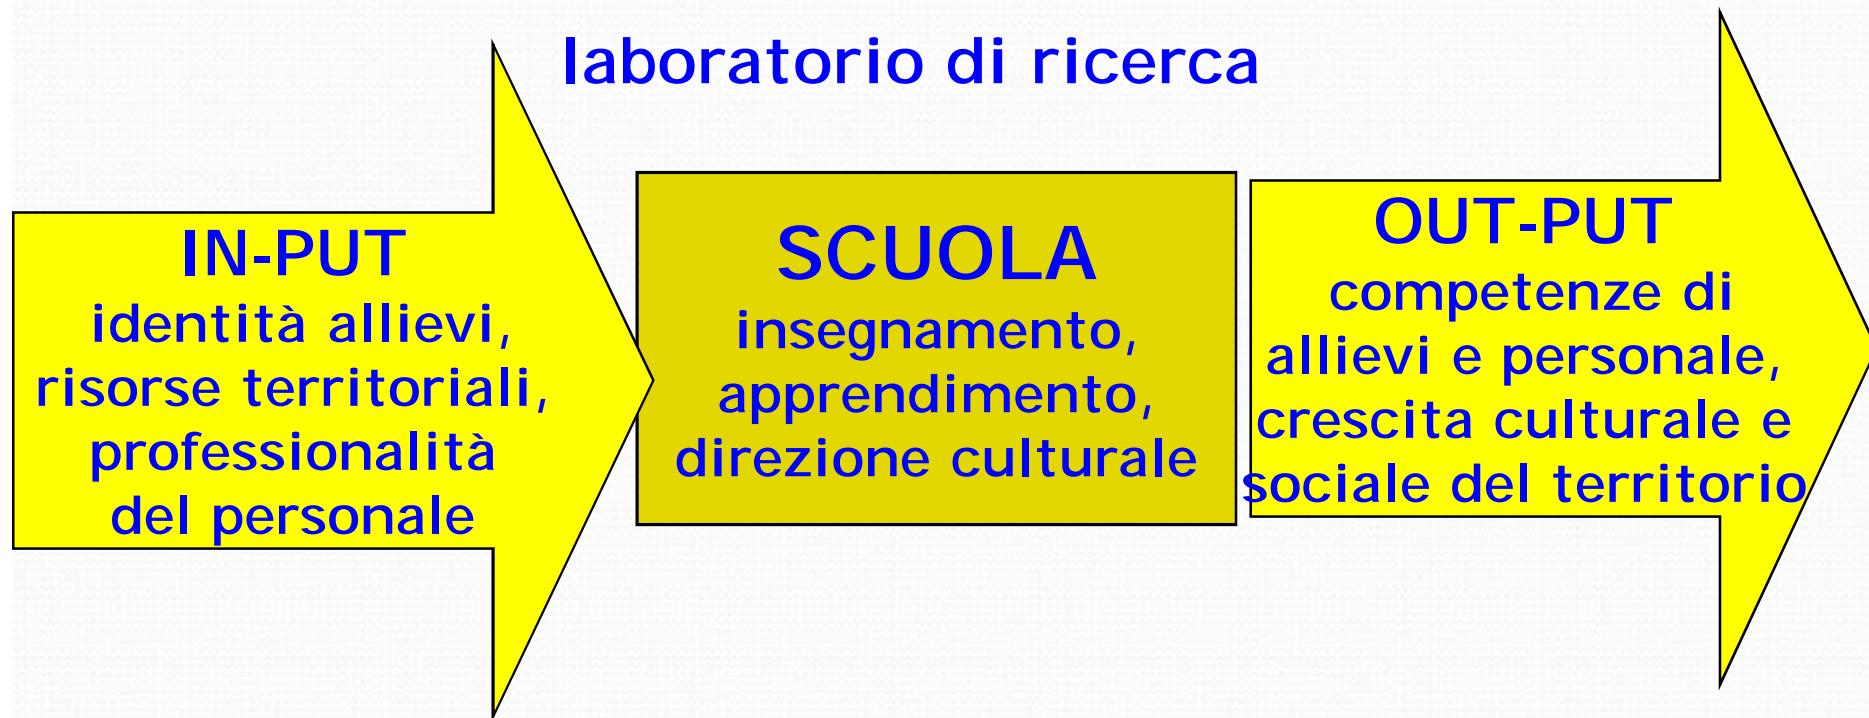 laboratorio di ricerca
IN-PUT
identità allievi,
risorse territoriali,
professionalità
del personale
SCUOLA
insegnamento,
apprendimento,
direzione culturale
OUT-PUT
competenze di
allievi e personale,
crescita culturale e
sociale del territorio